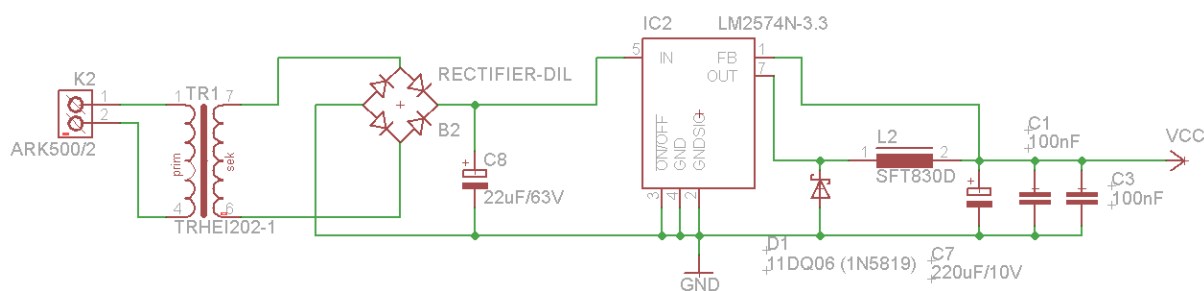 K2
1
2
ARK500/2
TR1
1
7
prim
sek
4
6
TRHEI202-1
RECTIFIER-DIL
B2
C8
22uF/63V
IC2
LM2574N-3.3
5
IN
FB
1
OUT
7
ON/OFF
GND
GNDSIG
3
4
2
GND
D1
11DQ06 (1N5819)
L2
1
2
SFT830D
C7
220uF/10V
C1
100nF
C3
100nF
VCC